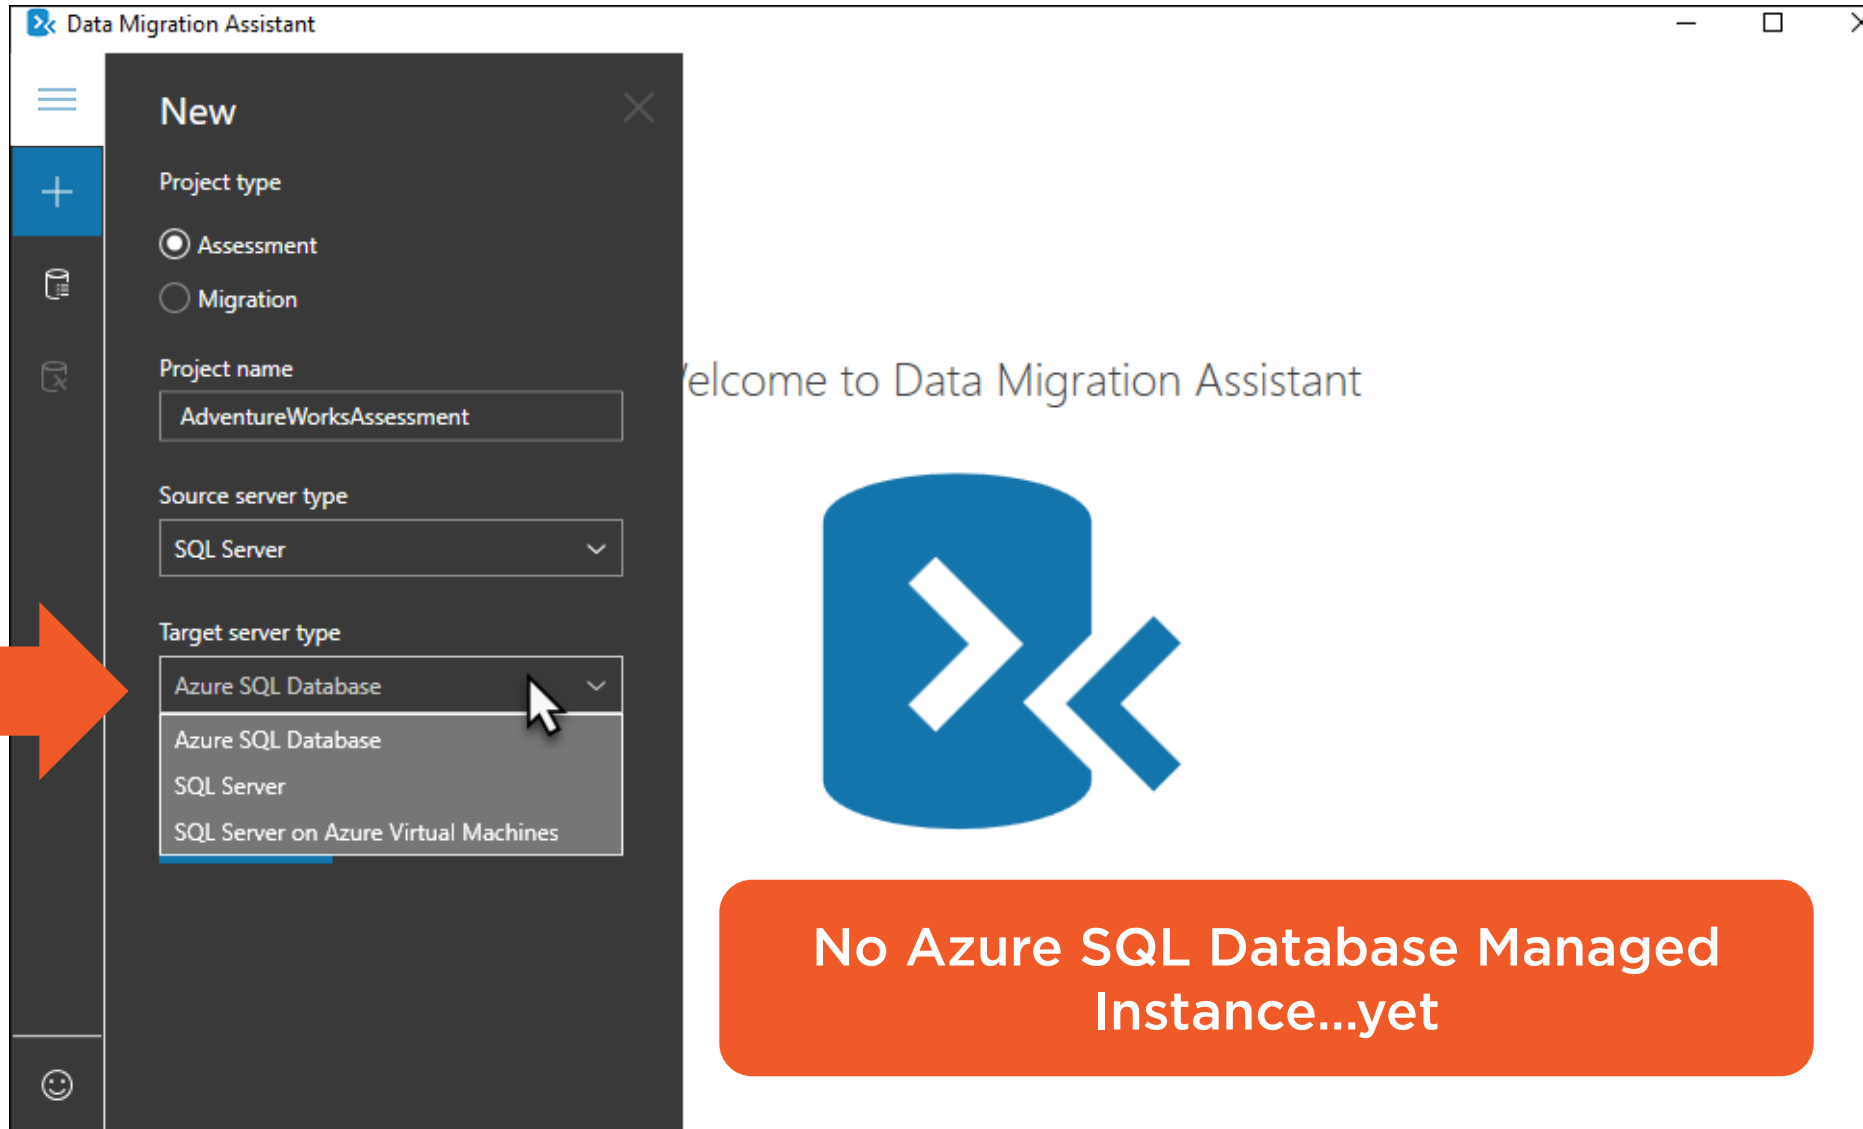 Data Migration Assistant
New
Project type
Assessment
Migration
Project name
AdventureWorksAssessment
Source server type
SQL Server
Target server type
Azure SQL Database
Azure SQL Database
SQL Server
SQL Server on Azure Virtual Machines
elcome to Data Migration Assistant
No Azure SQL Database Managed
Instance...yet